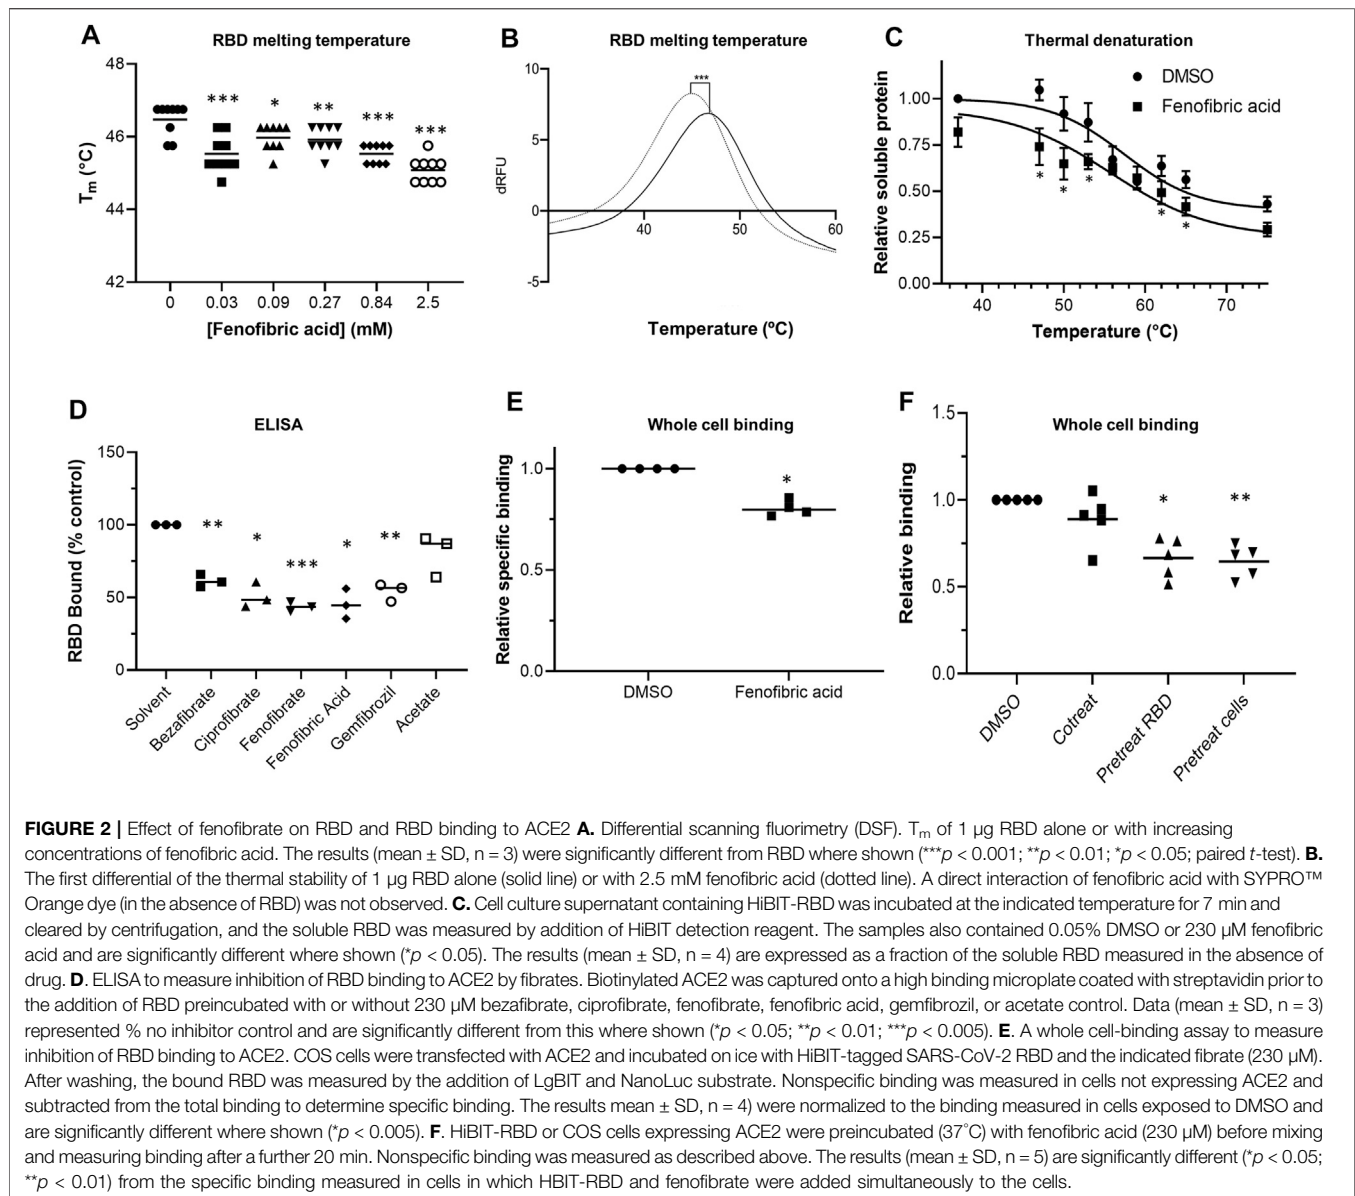 A
RBD melting temperature
48
46
44
42
Tm (°C)
***
*
**
***
***
0 0.03 0.09 0.27 0.84 2.5
[Fenofibric acid] (mM)
B
RBD melting temperature
10
5
0
-5
dRFU
***
40 50 60
Temperature (ºC)
C
Thermal denaturation
DMSO
Fenofibric acid
1.00
0.75
0.50
0.25
0.00
Relative soluble protein
* * * * *
40 50 60 70
Temperature (°C)
D
ELISA
150
100
50
0
RBD Bound (% control)
** * *** * **
Solvent
Bezafibrate
Ciprofibrate
Fenofibrate
Fenofibric Acid
Gemfibrozil
Acetate
E
Whole cell binding
1.0
0.5
0.0
Relative specific binding
*
DMSO Fenofibric acid
F
Whole cell binding
1.5
1.0
0.5
0.0
Relative binding
* **
DMSO
Cotreat
Pretreat RBD
Pretreat cells
FIGURE 2 | Effect of fenofibrate on RBD and RBD binding to ACE2 A. Differential scanning fluorimetry (DSF). Tm of 1 µg RBD alone or with increasing
concentrations of fenofibric acid. The results (mean ± SD, n = 3) were significantly different from RBD where shown (***p < 0.001; **p < 0.01; *p < 0.05; paired t-test). B.
The first differential of the thermal stability of 1 µg RBD alone (solid line) or with 2.5 mM fenofibric acid (dotted line). A direct interaction of fenofibric acid with SYPRO™
Orange dye (in the absence of RBD) was not observed. C. Cell culture supernatant containing HiBIT-RBD was incubated at the indicated temperature for 7 min and
cleared by centrifugation, and the soluble RBD was measured by addition of HiBIT detection reagent. The samples also contained 0.05% DMSO or 230 µM fenofibric
acid and are significantly different where shown (*p < 0.05). The results (mean ± SD, n = 4) are expressed as a fraction of the soluble RBD measured in the absence of
drug. D. ELISA to measure inhibition of RBD binding to ACE2 by fibrates. Biotinylated ACE2 was captured onto a high binding microplate coated with streptavidin prior to
the addition of RBD preincubated with or without 230 µM bezafibrate, ciprofibrate, fenofibrate, fenofibric acid, gemfibrozil, or acetate control. Data (mean ± SD, n = 3)
represented % no inhibitor control and are significantly different from this where shown (*p < 0.05; **p < 0.01; ***p < 0.005). E. A whole cell-binding assay to measure
inhibition of RBD binding to ACE2. COS cells were transfected with ACE2 and incubated on ice with HiBIT-tagged SARS-CoV-2 RBD and the indicated fibrate (230 µM).
After washing, the bound RBD was measured by the addition of LgBIT and NanoLuc substrate. Nonspecific binding was measured in cells not expressing ACE2 and
subtracted from the total binding to determine specific binding. The results mean ± SD, n = 4) were normalized to the binding measured in cells exposed to DMSO and
are significantly different where shown (*p < 0.005). F. HiBIT-RBD or COS cells expressing ACE2 were preincubated (37°C) with fenofibric acid (230 µM) before mixing
and measuring binding after a further 20 min. Nonspecific binding was measured as described above. The results (mean ± SD, n = 5) are significantly different (*p < 0.05;
**p < 0.01) from the specific binding measured in cells in which HBIT-RBD and fenofibrate were added simultaneously to the cells.